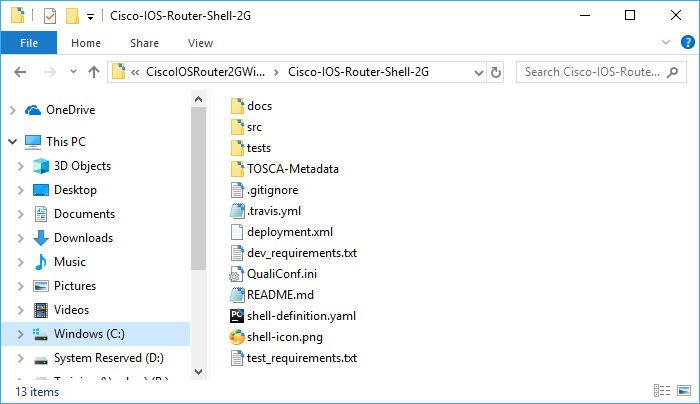 Cisco-IOS-Router-Shell-2G
File
Home
Share
View
« CiscoIOSRouter2GWi... > Cisco-IOS-Router-Shell-2G
Search Cisco-IOS-Route...
OneDrive
This PC
3D Objects
Desktop
Documents
Downloads
Music
Pictures
Videos
Windows (C:)
System Reserved (D:)
docs
src
tests
TOSCA-Metadata
.gitignore
.travis.yml
deployment.xml
dev_requirements.txt
QualiConf.ini
README.md
shell-definition.yaml
shell-icon.png
test_requirements.txt
13 items